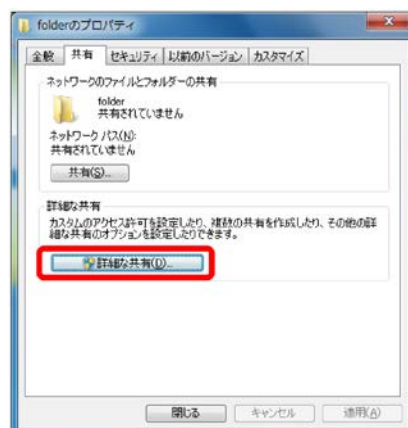 folderのプロパティ
全般 共有 セキュリティ 以前のバージョン カスタマイズ
ネットワークのファイルとフォルダーの共有
folder
共有されていません
ネットワーク パス(N):
共有されていません
共有(S)...
詳細な共有
カスタムのアクセス許可を設定したり、複数の共有を作成したり、その他の詳
細な共有のオプションを設定したりできます。
詳細な共有(D)...
閉じる キャンセル 適用(A)